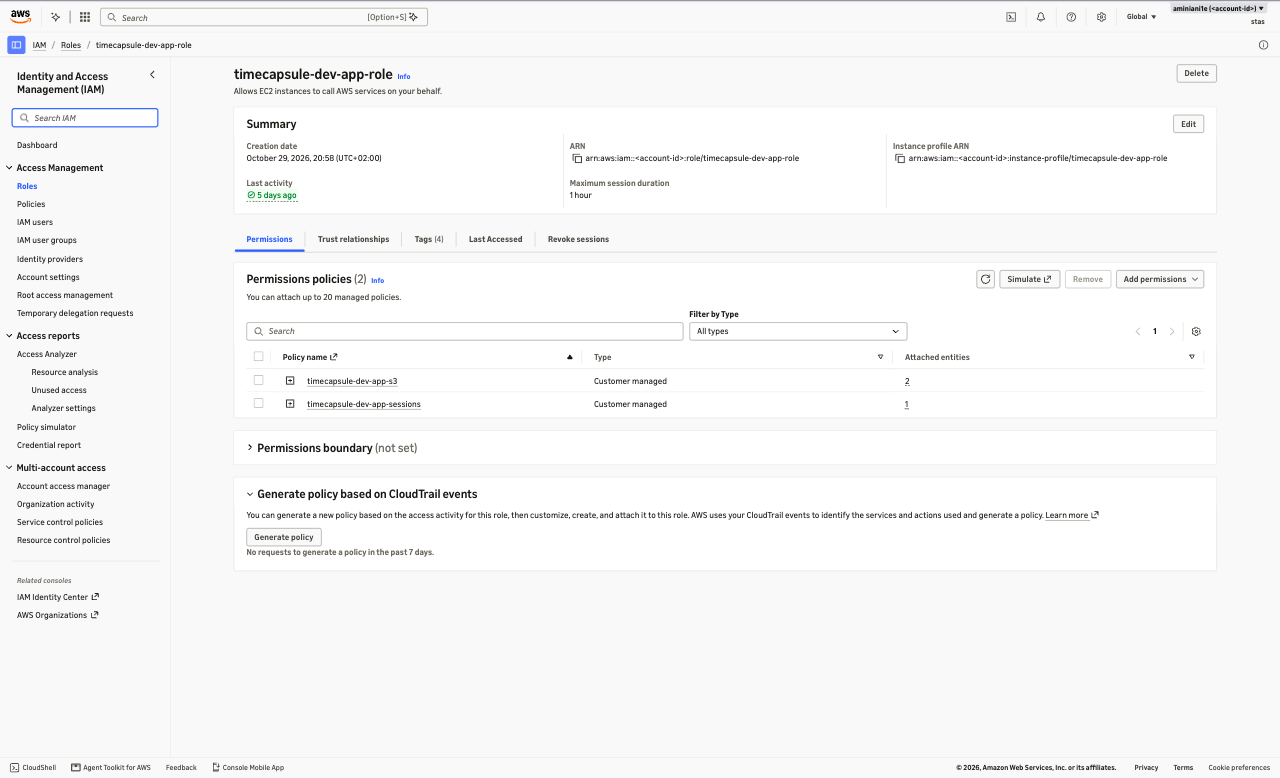 aws
Search
[Option+S]
Global
aminiani1e (<account-id>)
stas
IAM / Roles / timecapsule-dev-app-role
Identity and Access
Management (IAM)
Search IAM
Dashboard
Access Management
Roles
Policies
IAM users
IAM user groups
Identity providers
Account settings
Root access management
Temporary delegation requests
Access reports
Access Analyzer
Resource analysis
Unused access
Analyzer settings
Policy simulator
Credential report
Multi-account access
Account access manager
Organization activity
Service control policies
Resource control policies
Related consoles
IAM Identity Center
AWS Organizations
timecapsule-dev-app-role Info
Delete
Allows EC2 instances to call AWS services on your behalf.
Summary
Edit
Creation date
October 29, 2026, 20:58 (UTC+02:00)
Last activity
5 days ago
ARN
arn:aws:iam::<account-id>:role/timecapsule-dev-app-role
Maximum session duration
1 hour
Instance profile ARN
arn:aws:iam::<account-id>:instance-profile/timecapsule-dev-app-role
Permissions Trust relationships Tags (4) Last Accessed Revoke sessions
Permissions policies (2) Info
Simulate Remove Add permissions
You can attach up to 20 managed policies.
Filter by Type
Search
All types
1
Policy name Type Attached entities
timecapsule-dev-app-s3 Customer managed 2
timecapsule-dev-app-sessions Customer managed 1
Permissions boundary (not set)
Generate policy based on CloudTrail events
You can generate a new policy based on the access activity for this role, then customize, create, and attach it to this role. AWS uses your CloudTrail events to identify the services and actions used and generate a policy. Learn more
Generate policy
No requests to generate a policy in the past 7 days.
CloudShell Agent Toolkit for AWS Feedback Console Mobile App
© 2026, Amazon Web Services, Inc. or its affiliates. Privacy Terms Cookie preferences